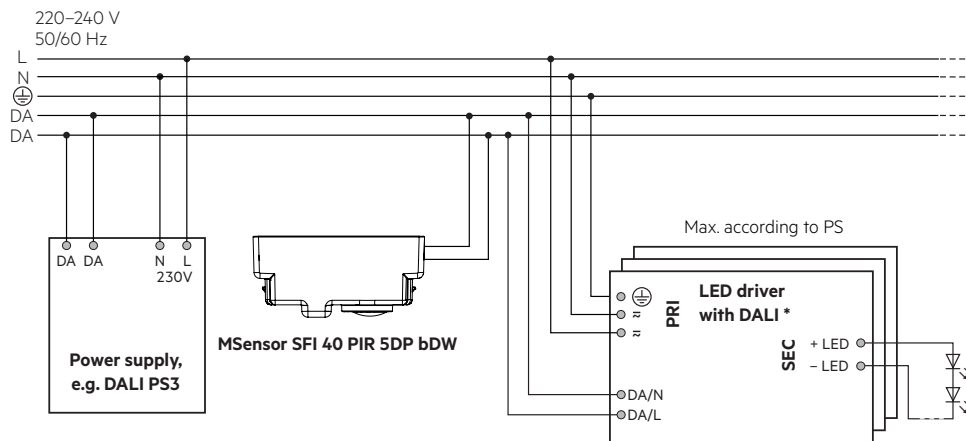 220–240 V
50/60 Hz
L
N
DA
DA
Max. according to PS
DA DA N L
230V
Power supply,
e.g. DALI PS3
MSensor SFI 40 PIR 5DP bDW
LED driver
with DALI *
PRI
≂
≂
SEC
+ LED
– LED
DA/N
DA/L